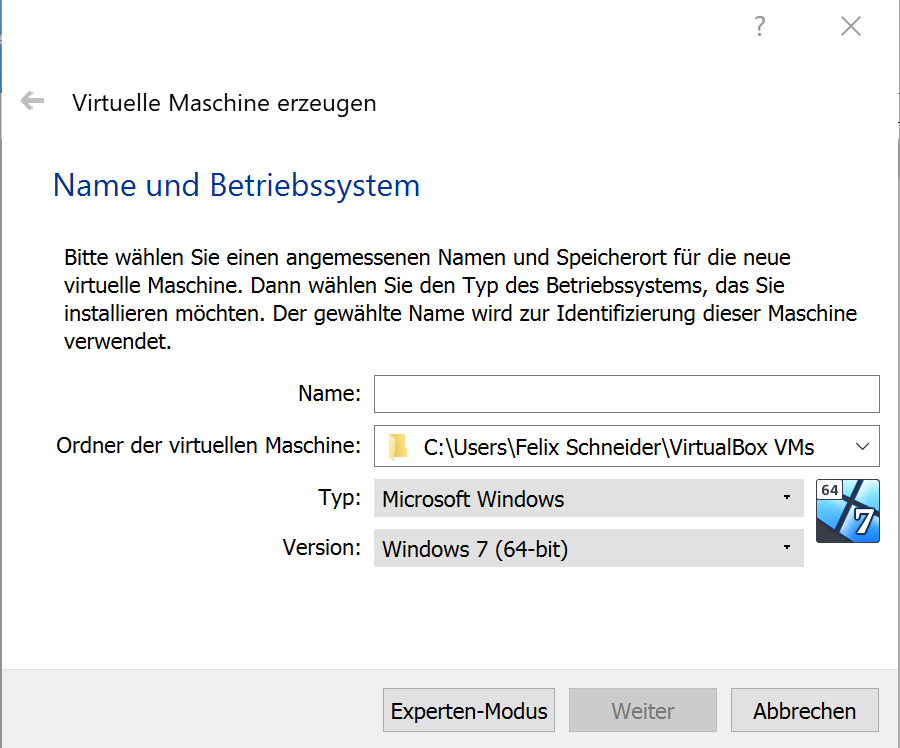 ?
Virtuelle Maschine erzeugen
Name und Betriebssystem
Bitte wählen Sie einen angemessenen Namen und Speicherort für die neue
virtuelle Maschine. Dann wählen Sie den Typ des Betriebssystems, das Sie
installieren möchten. Der gewählte Name wird zur Identifizierung dieser Maschine
verwendet.
Name:
Ordner der virtuellen Maschine: C:\Users\Felix Schneider\VirtualBox VMs
Typ: Microsoft Windows
64
7
Version: Windows 7 (64-bit)
Experten-Modus Weiter Abbrechen